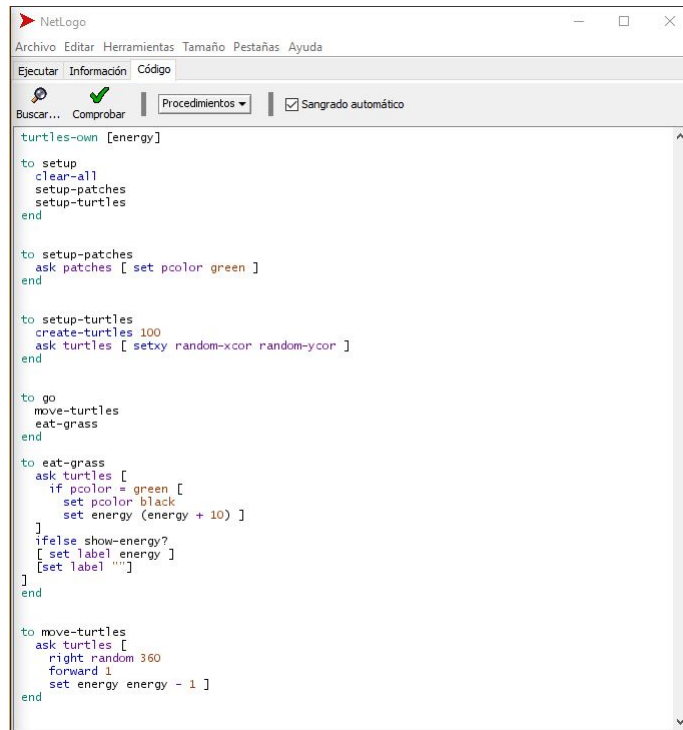 NetLogo
Archivo Editar Herramientas Tamaño Pestañas Ayuda
Ejecutar Información Código
Buscar... Comprobar Procedimientos Sangrado automático
turtles-own [energy]
to setup
clear-all
setup-patches
setup-turtles
end
to setup-patches
ask patches [ set pcolor green ]
end
to setup-turtles
create-turtles 100
ask turtles [ setxy random-xcor random-ycor ]
end
to go
move-turtles
eat-grass
end
to eat-grass
ask turtles [
if pcolor = green [
set pcolor black
set energy (energy + 10) ]
]
ifelse show-energy?
[ set label energy ]
[set label ""]
]
end
to move-turtles
ask turtles [
right random 360
forward 1
set energy energy - 1 ]
end